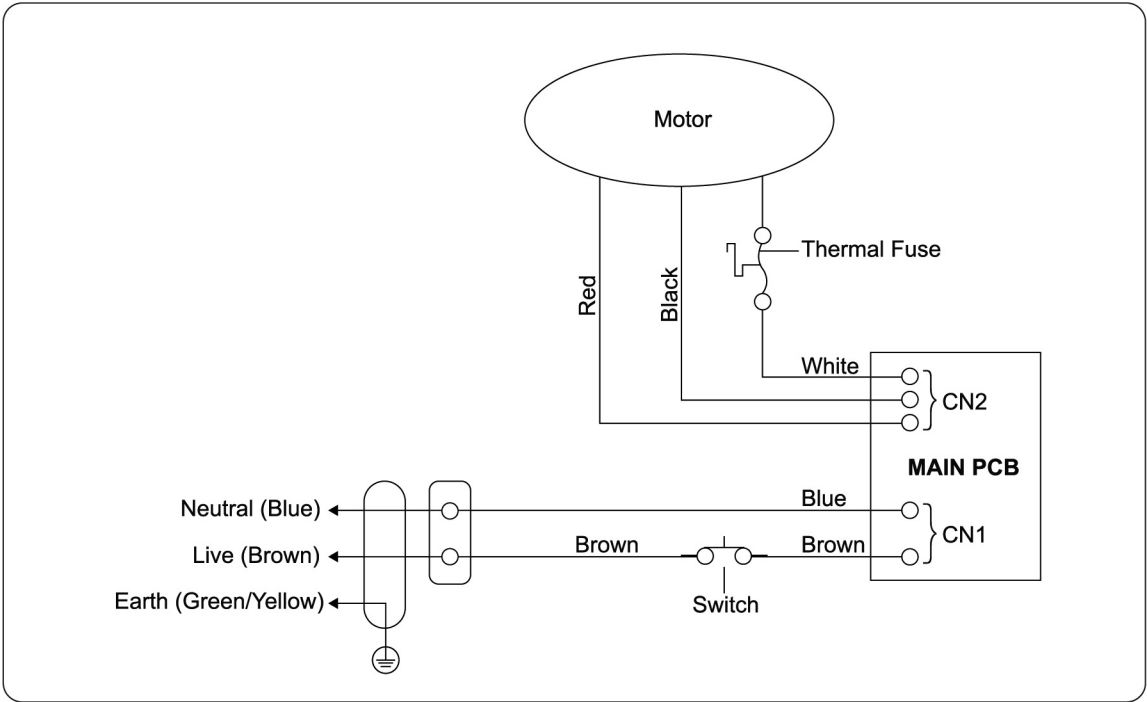 Motor
Thermal Fuse
Red
Black
White
CN2
MAIN PCB
Neutral (Blue)
Blue
CN1
Live (Brown)
Brown
Brown
Earth (Green/Yellow)
Switch